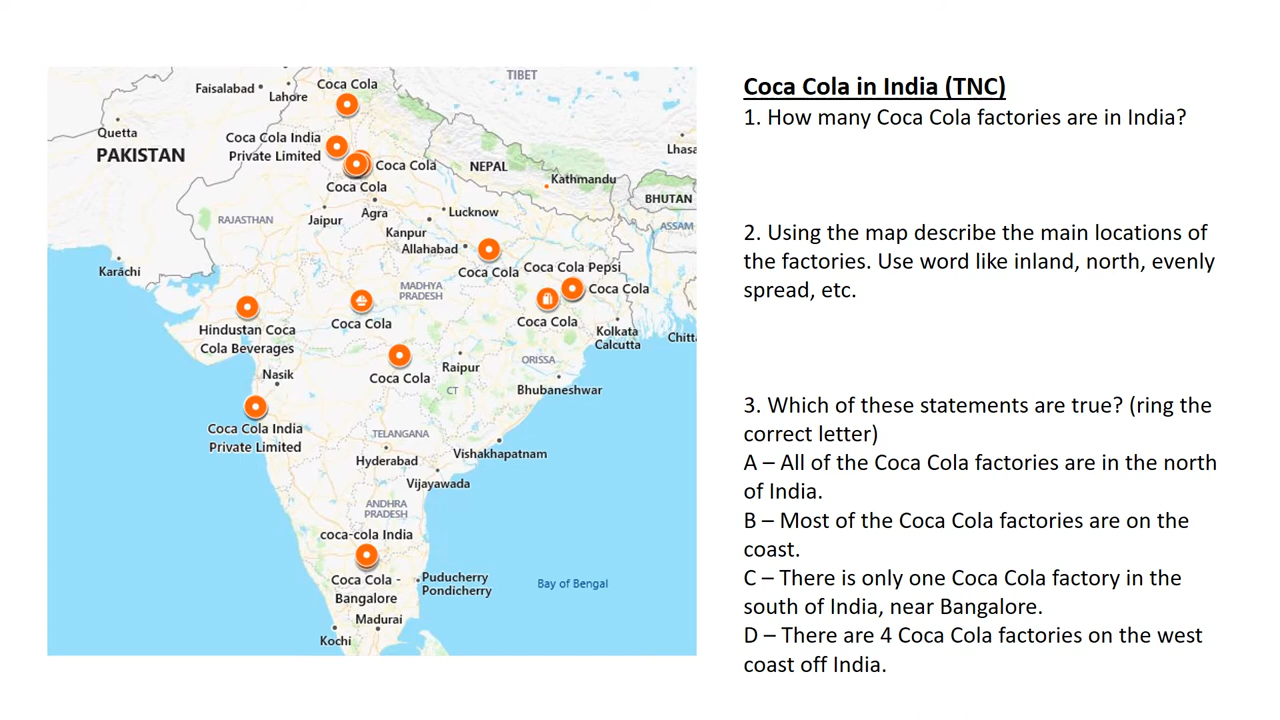 TIBET
Coca Cola
Faisalabad
Lahore
Quetta
PAKISTAN
Coca Cola India
Private Limited
Coca Cola
Coca Cola
NEPAL
Lhasa
Kathmandu
BHUTAN
RAJASTHAN
Jaipur
Agra
Lucknow
ASSAM
Kanpur
Allahabad
Karachi
Coca Cola
Coca Cola Pepsi
MADHYA
PRADESH
Coca Cola
Hindustan Coca
Cola Beverages
Coca Cola
Coca Cola
Kolkata
Calcutta
Chitt
Nasik
Coca Cola
Raipur
ORISSA
CT
Bhubaneshwar
Coca Cola India
Private Limited
TELANGANA
Hyderabad
Vishakhapatnam
Vijayawada
ANDHRA
PRADESH
coca-cola India
Coca Cola -
Bangalore
Puducherry
Pondicherry
Bay of Bengal
Madurai
Kochi
Coca Cola in India (TNC)
1. How many Coca Cola factories are in India?
2. Using the map describe the main locations of
the factories. Use word like inland, north, evenly
spread, etc.
3. Which of these statements are true? (ring the
correct letter)
A – All of the Coca Cola factories are in the north
of India.
B – Most of the Coca Cola factories are on the
coast.
C – There is only one Coca Cola factory in the
south of India, near Bangalore.
D – There are 4 Coca Cola factories on the west
coast off India.